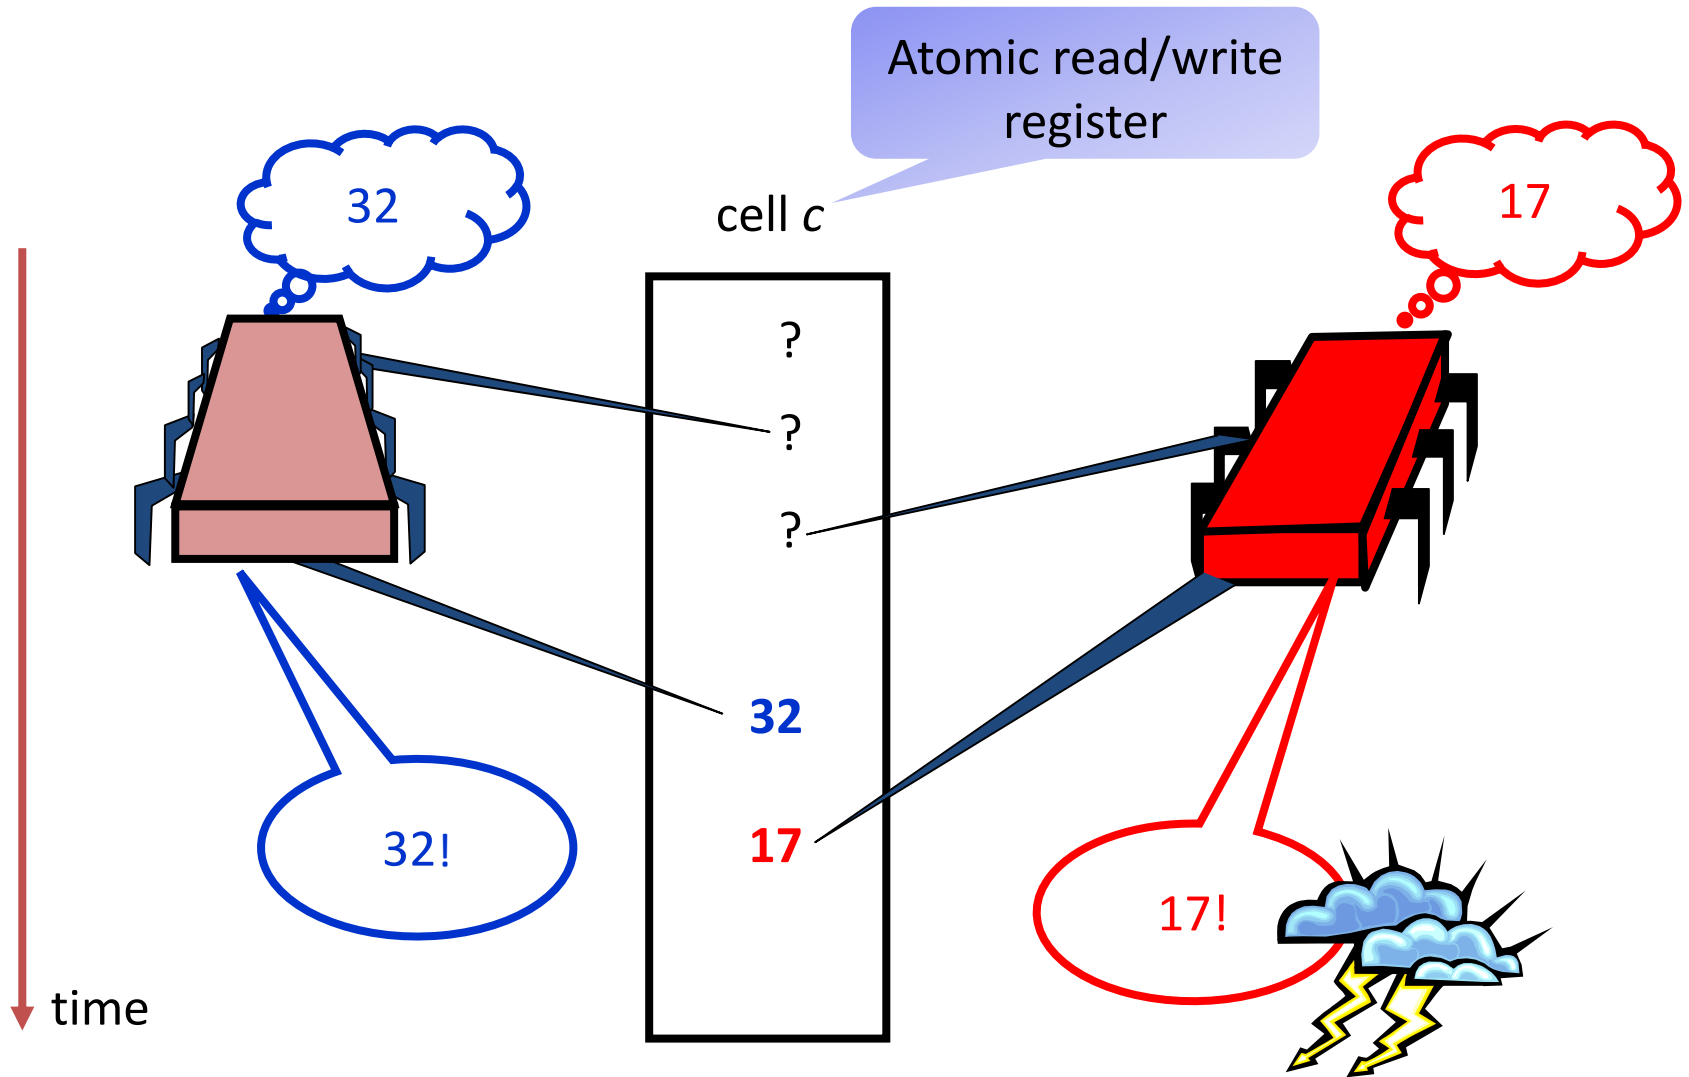 Atomic read/write
register
32
17
cell c
?
?
?
32
17
32!
17!
time